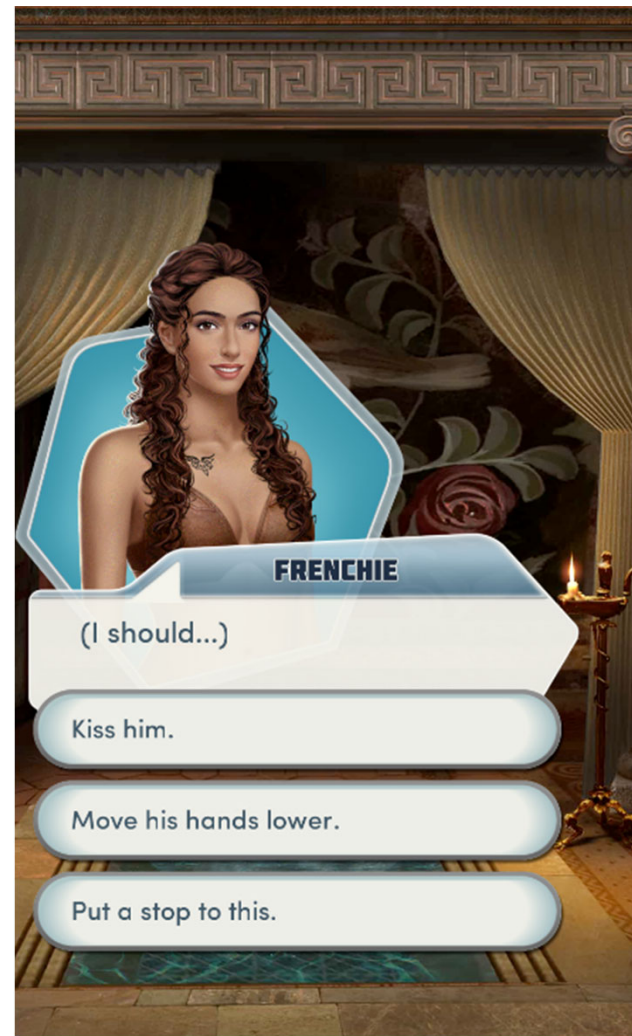 FRENCHIE
(I should...)
Kiss him.
Move his hands lower.
Put a stop to this.